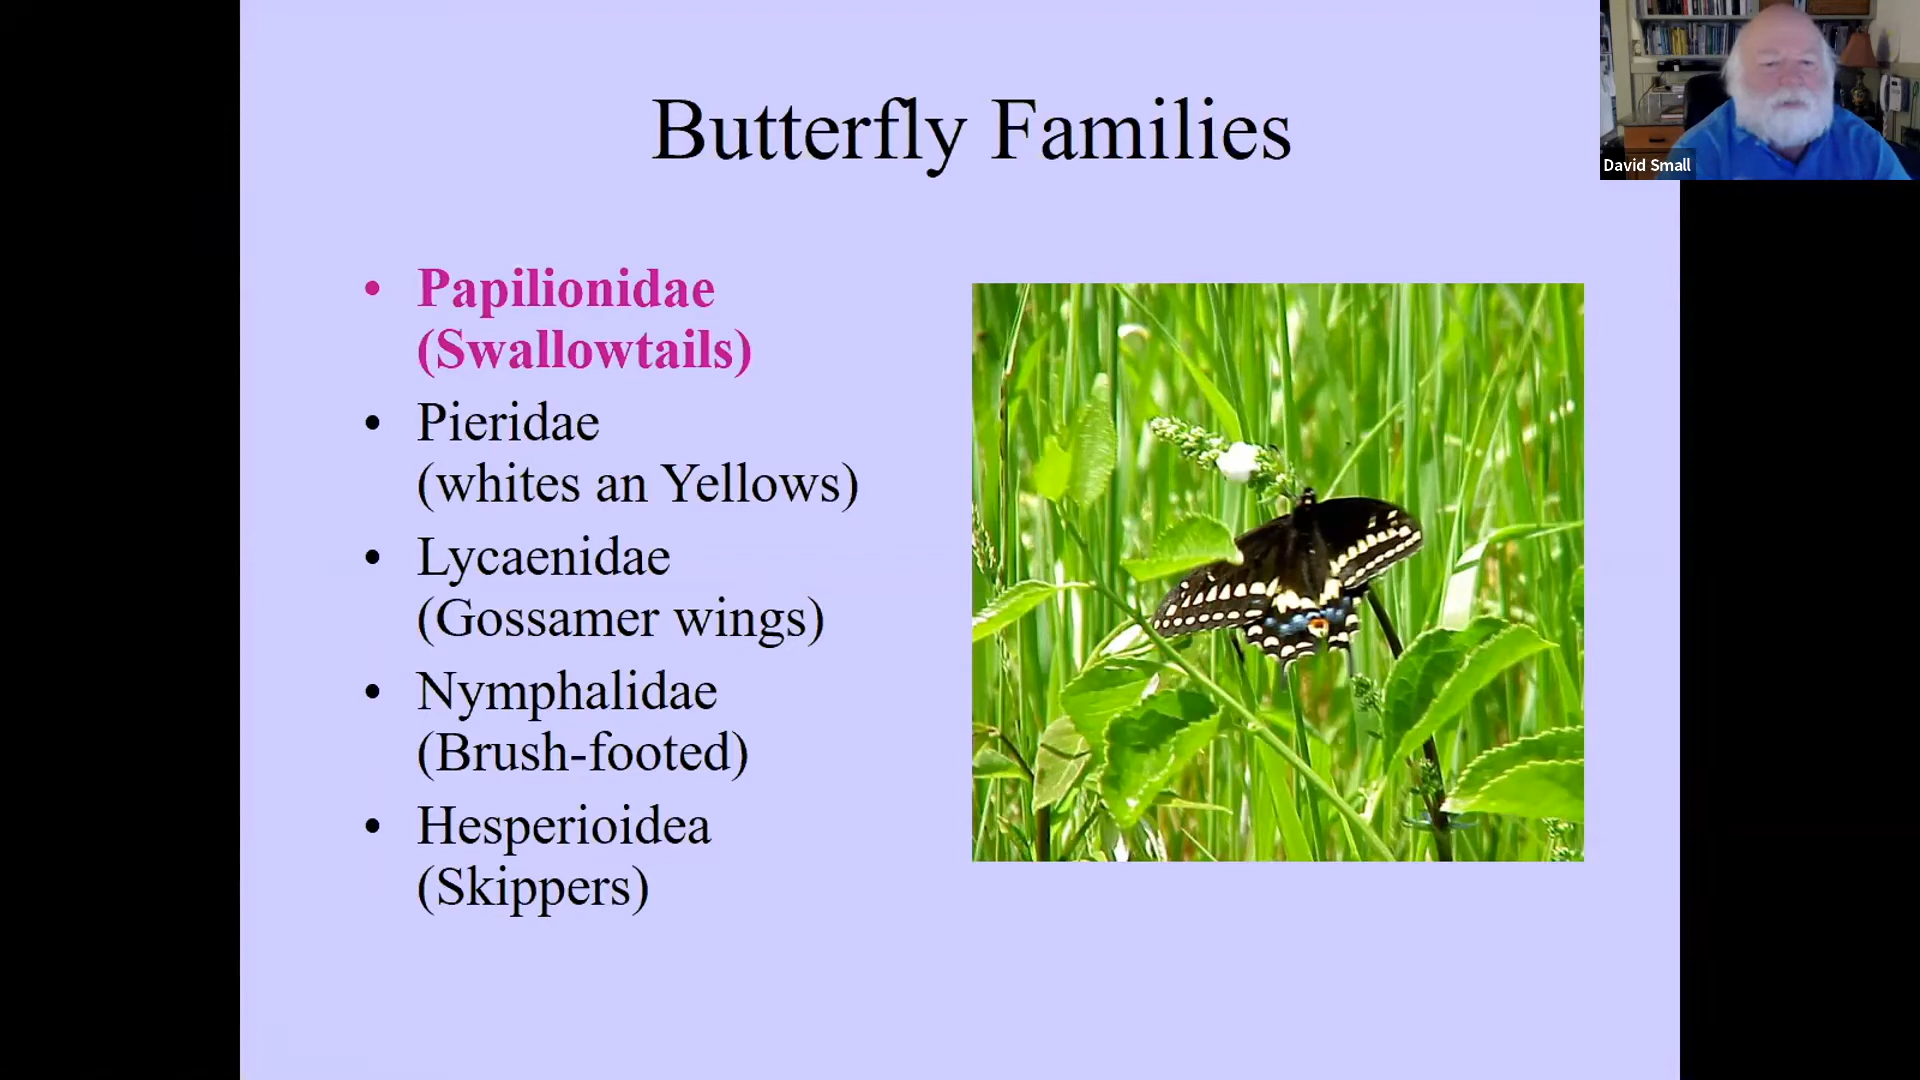 Butterfly Families
• Papilionidae
(Swallowtails)
• Pieridae
(whites an Yellows)
• Lycaenidae
(Gossamer wings)
• Nymphalidae
(Brush-footed)
• Hesperioidea
(Skippers)
David Small